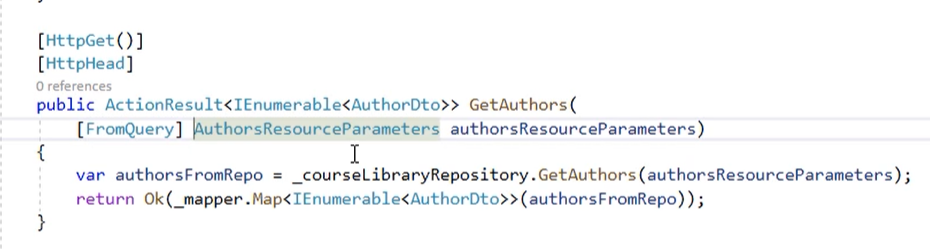 [HttpGet()]
[HttpHead]
0 references
public ActionResult<IEnumerable<AuthorDto>> GetAuthors(
[FromQuery] AuthorsResourceParameters authorsResourceParameters)
{
var authorsFromRepo = _courseLibraryRepository.GetAuthors(authorsResourceParameters);
return Ok(_mapper.Map<IEnumerable<AuthorDto>>(authorsFromRepo));
}